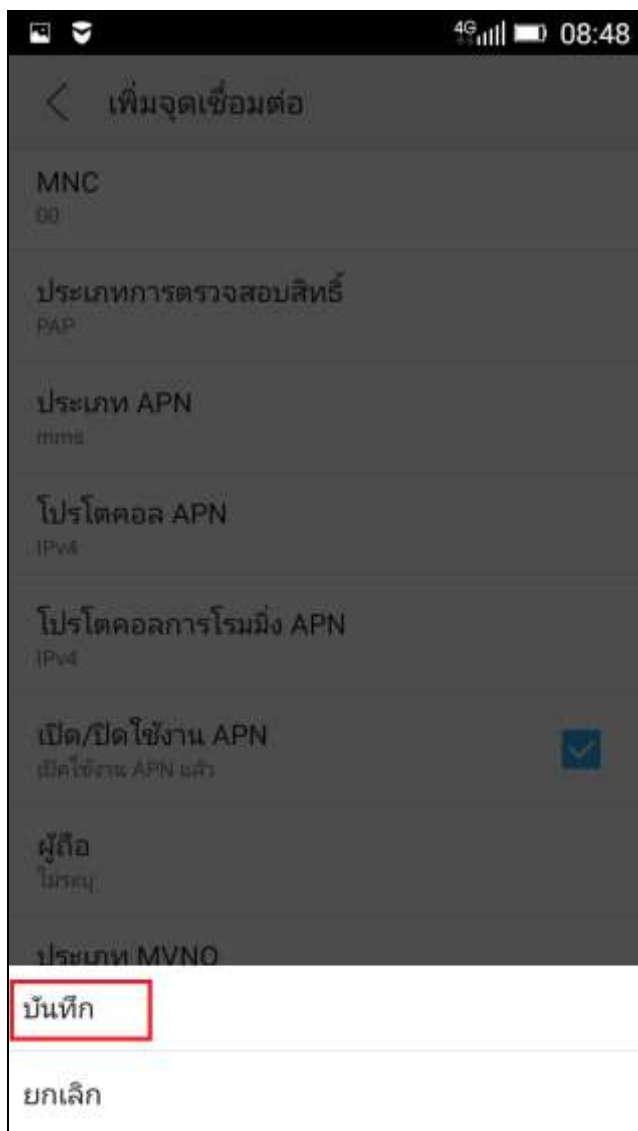 4G 08:48
เพิ่มจุดเชื่อมต่อ
MNC
00
ประเภทการตรวจสอบสิทธิ์
PAP
ประเภท APN
mms
โปรโตคอล APN
IPv4
โปรโตคอลการโรมมิ่ง APN
IPv4
เปิด/ปิดใช้งาน APN
เปิดใช้งาน APN แล้ว
ผู้ถือ
ไม่ระบุ
ประเภท MVNO
บันทึก
ยกเลิก